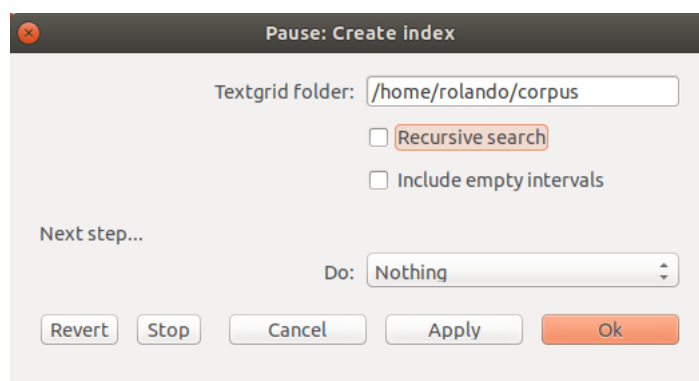 Pause: Create index
Textgrid folder: /home/rolando/corpus
Recursive search
Include empty intervals
Next step...
Do: Nothing
Revert Stop Cancel Apply Ok